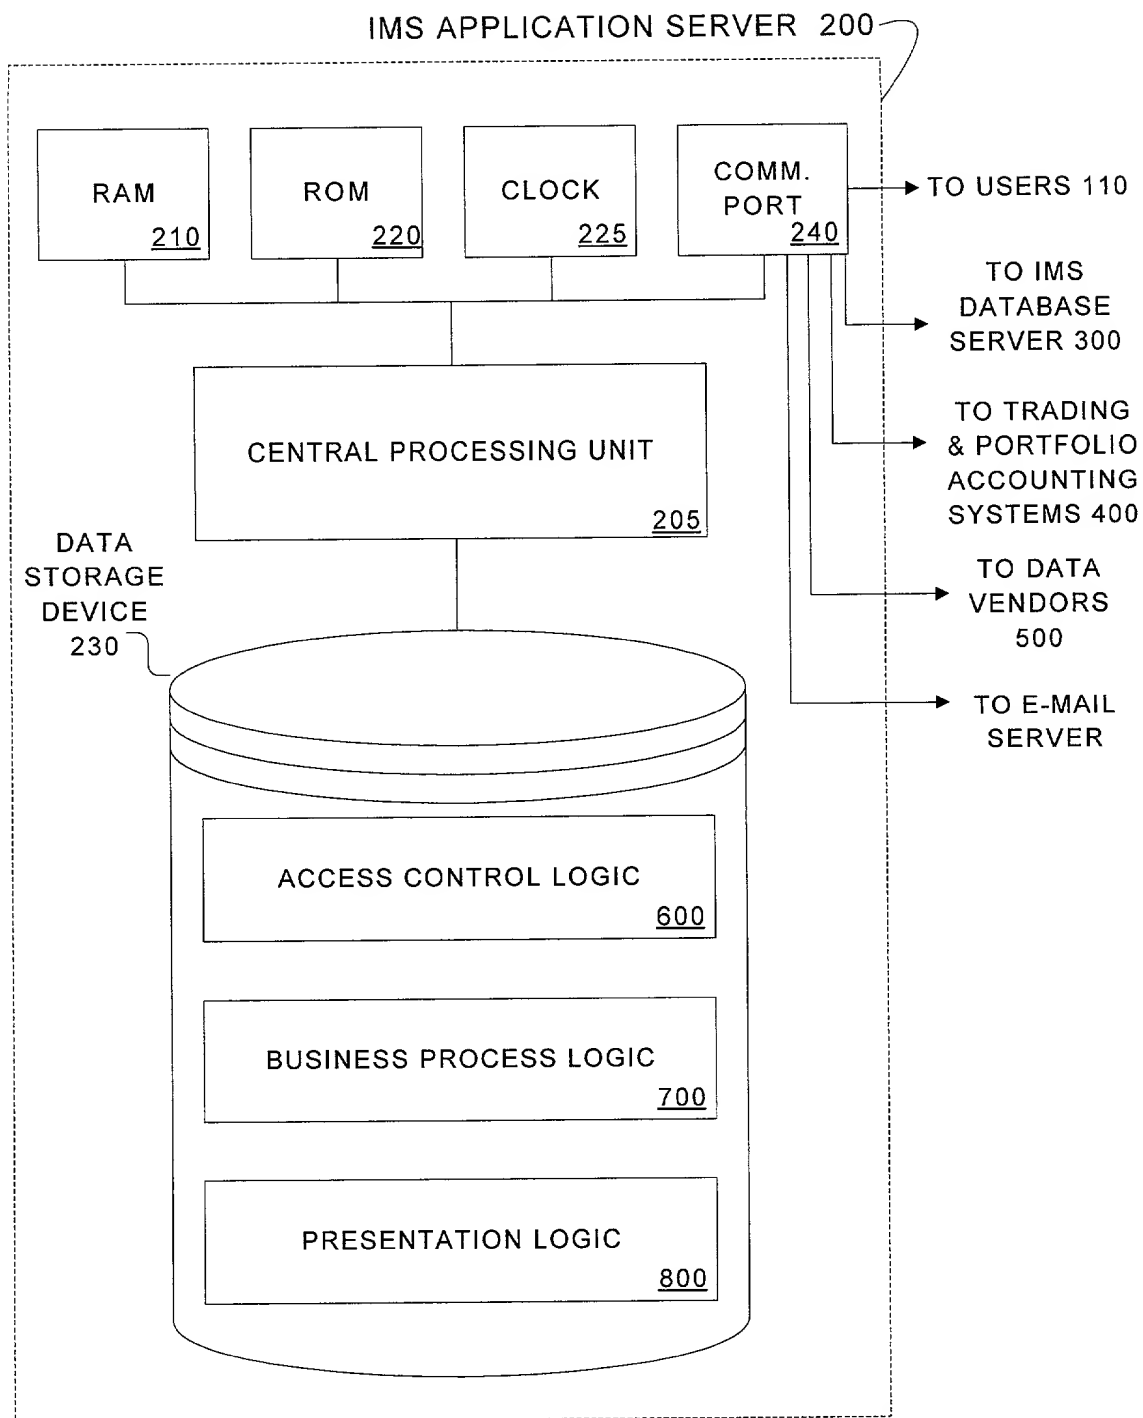 IMS APPLICATION SERVER 200
RAM
210
ROM
220
CLOCK
225
COMM.
PORT
240
TO USERS 110
TO IMS
DATABASE
SERVER 300
TO TRADING
& PORTFOLIO
ACCOUNTING
SYSTEMS 400
TO DATA
VENDORS
500
TO E-MAIL
SERVER
CENTRAL PROCESSING UNIT
205
DATA
STORAGE
DEVICE
230
ACCESS CONTROL LOGIC
600
BUSINESS PROCESS LOGIC
700
PRESENTATION LOGIC
800